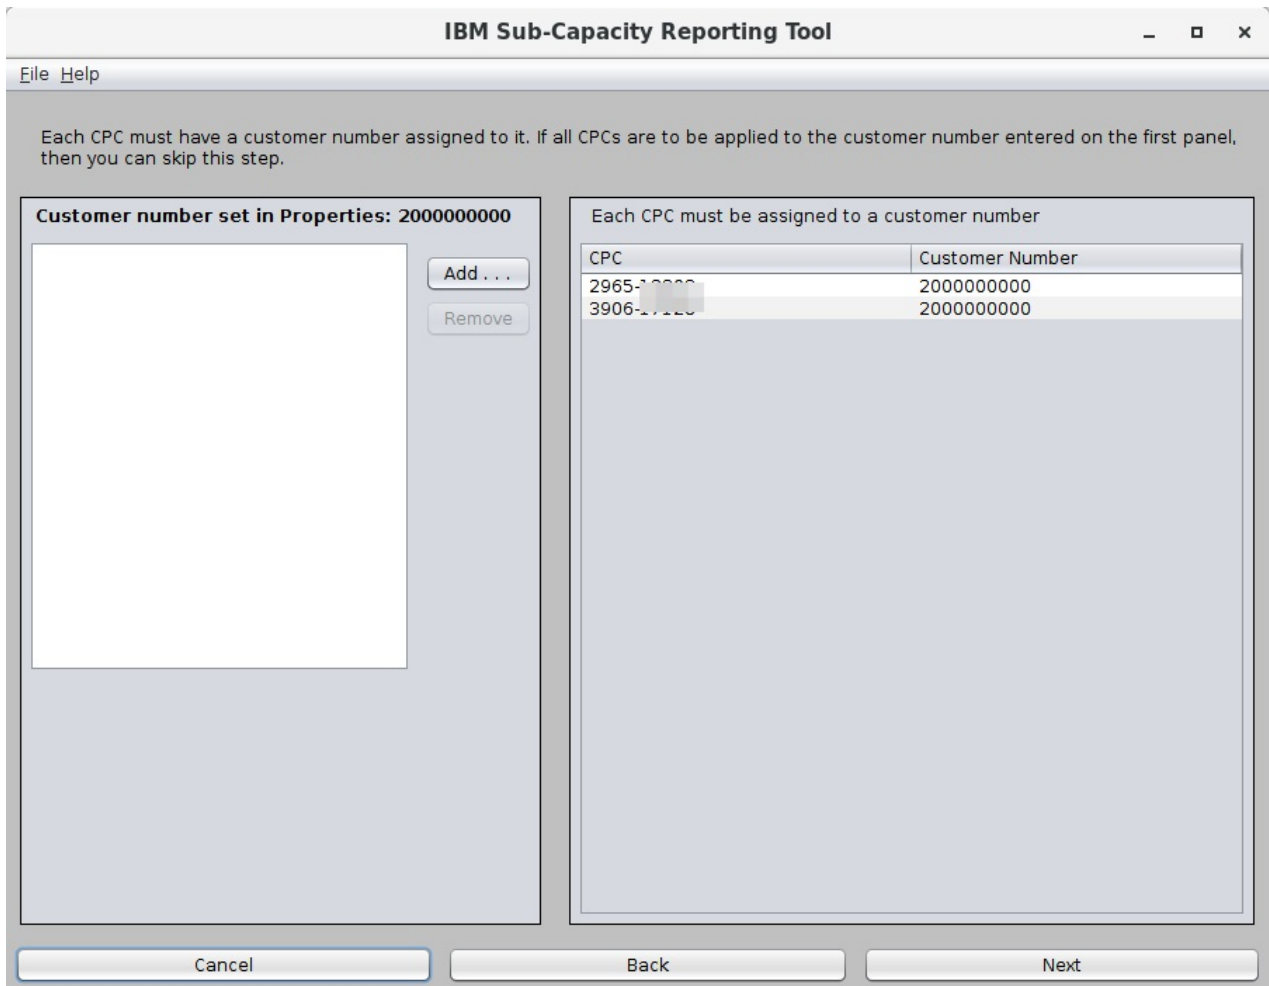 IBM Sub-Capacity Reporting Tool
File Help
Each CPC must have a customer number assigned to it. If all CPCs are to be applied to the customer number entered on the first panel,
then you can skip this step.
Customer number set in Properties: 2000000000
Add . . .
Remove
Each CPC must be assigned to a customer number
CPC Customer Number
2965- 2000000000
3906- 2000000000
Cancel Back Next